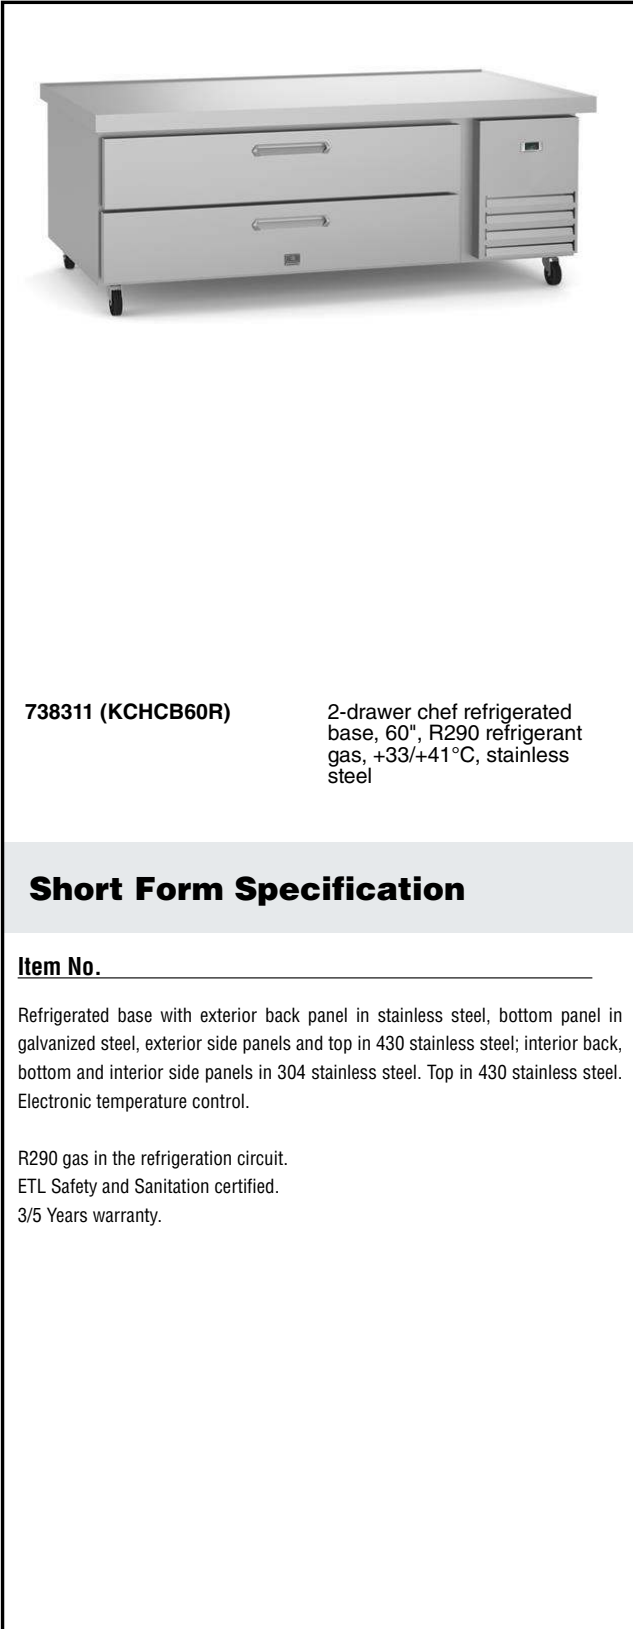 738311 (KCHCB60R)
2-drawer chef refrigerated
base, 60", R290 refrigerant
gas, +33/+41°C, stainless
steel
Short Form Specification
Item No.
Refrigerated base with exterior back panel in stainless steel, bottom panel in
galvanized steel, exterior side panels and top in 430 stainless steel; interior back,
bottom and interior side panels in 304 stainless steel. Top in 430 stainless steel.
Electronic temperature control.
R290 gas in the refrigeration circuit.
ETL Safety and Sanitation certified.
3/5 Years warranty.